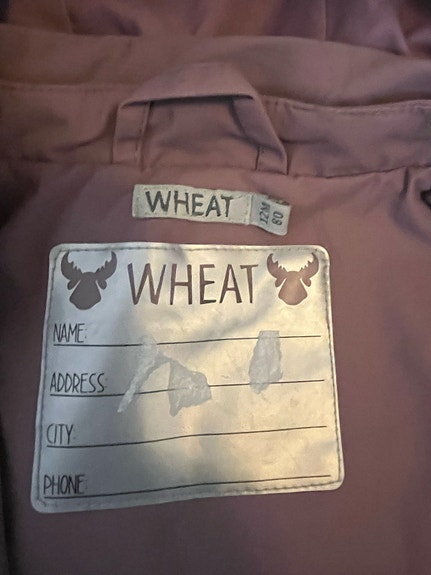 WHEAT
12M
80
WHEAT
NAME:
ADDRESS:
CITY:
PHONE: